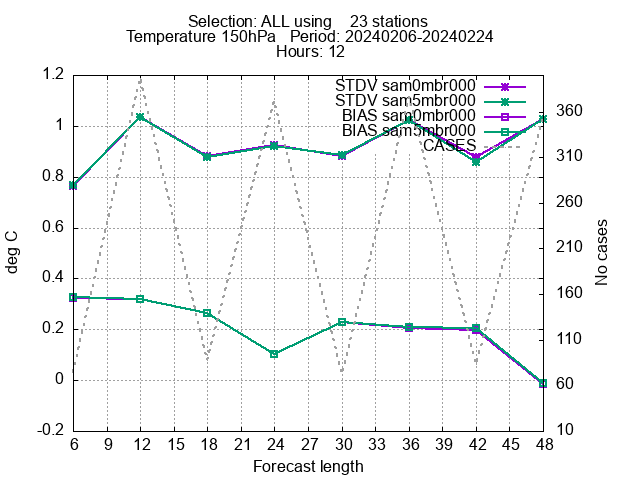 Selection: ALL using 23 stations
Temperature 150hPa Period: 20240206-20240224
Hours: 12
STDV sam0mbr000
STDV sam5mbr000
BIAS sam0mbr000
BIAS sam5mbr000
CASES
1.2
1
0.8
0.6
0.4
0.2
0
-0.2
deg C
360
310
260
210
160
110
60
10
No cases
6 12 15 18 21 24 27 30 33 36 39 42 45 48
Forecast length